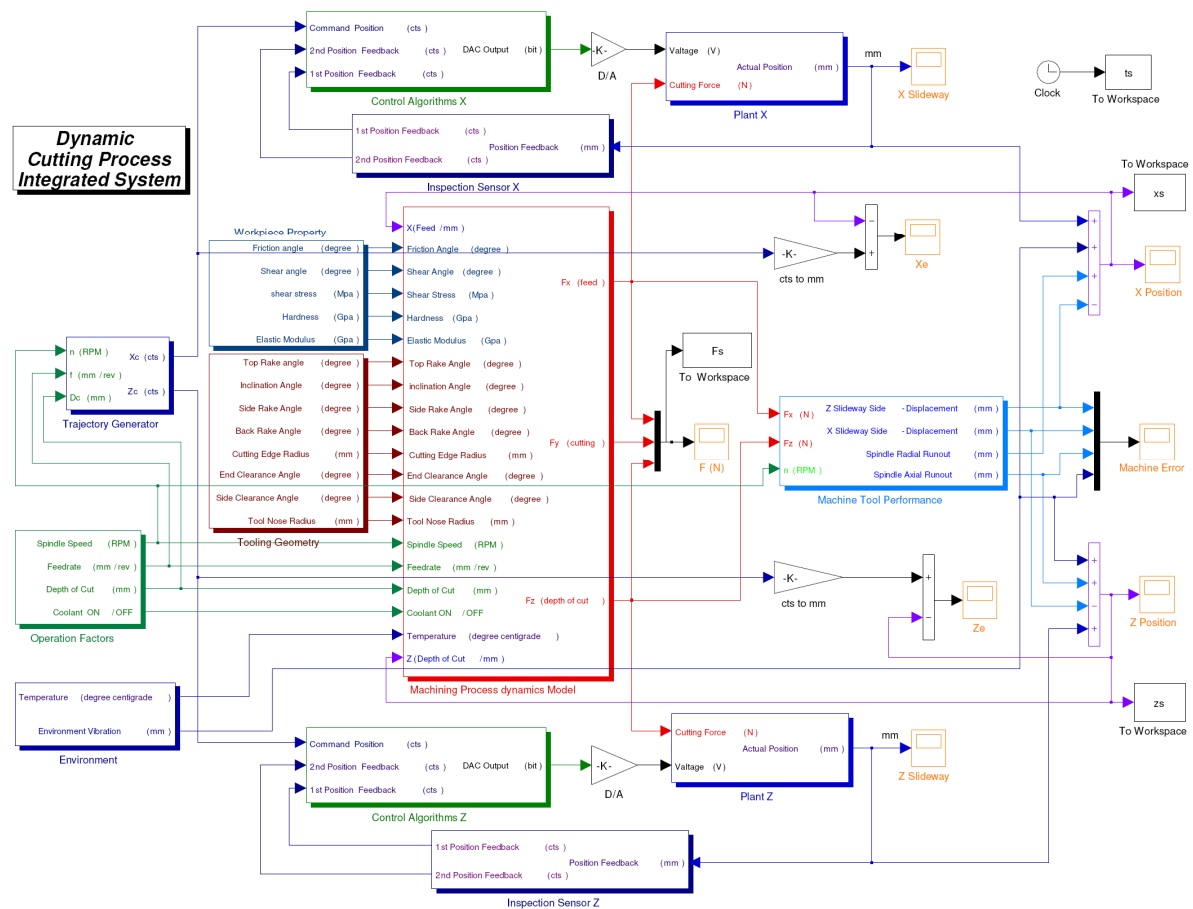 Dynamic
Cutting Process
Integrated System
Command Position (cts )
2nd Position Feedback (cts )
1st Position Feedback (cts )
DAC Output (bit )
Control Algorithms X
-K-
D/A
Valtage (V)
Actual Position (mm )
Cutting Force (N )
Plant X
mm
X Slideway
Clock
ts
To Workspace
1st Position Feedback (cts )
2nd Position Feedback (cts )
Position Feedback (mm )
Inspection Sensor X
To Workspace
xs
Workpiece Property
Friction angle (degree )
Shear angle (degree )
shear stress (Mpa )
Hardness (Gpa )
Elastic Modulus (Gpa )
X(Feed /mm )
Friction Angle (degree )
Shear Angle (degree )
Shear Stress (Mpa )
Hardness (Gpa )
Elastic Modulus (Gpa )
Top Rake Angle (degree )
inclination Angle (degree )
Side Rake Angle (degree )
Back Rake Angle (degree )
Cutting Edge Radius (mm )
End Clearance Angle (degree )
Side Clearance Angle (degree )
Tool Nose Radius (mm )
Spindle Speed (RPM )
Feedrate (mm /rev )
Depth of Cut (mm )
Coolant ON /OFF
Temperature (degree centigrade )
Z (Depth of Cut /mm )
Fx (feed )
Fy (cutting )
Fz (depth of cut )
Machining Process dynamics Model
-K-
cts to mm
−
+
Xe
+
+
+
−
X Position
n (RPM )
f (mm /rev )
Dc (mm )
Xc (cts )
Zc (cts )
Trajectory Generator
Top Rake angle (degree )
Inclination Angle (degree )
Side Rake Angle (degree )
Back Rake Angle (degree )
Cutting Edge Radius (mm )
End Clearance Angle (degree )
Side Clearance Angle (degree )
Tool Nose Radius (mm )
Tooling Geometry
Fs
To Workspace
F (N )
Fx (N )
Fz (N )
n (RPM )
Z Slideway Side - Displacement (mm )
X Slideway Side - Displacement (mm )
Spindle Radial Runout (mm )
Spindle Axial Runout (mm )
Machine Tool Performance
Machine Error
Spindle Speed (RPM )
Feedrate (mm /rev )
Depth of Cut (mm )
Coolant ON /OFF
Operation Factors
-K-
cts to mm
+
−
Ze
+
+
−
+
Z Position
Temperature (degree centigrade )
Environment Vibration (mm )
Environment
zs
To Workspace
Command Position (cts )
2nd Position Feedback (cts )
1st Position Feedback (cts )
DAC Output (bit )
Control Algorithms Z
-K-
D/A
Cutting Force (N )
Actual Position (mm )
Valtage (V)
Plant Z
mm
Z Slideway
1st Position Feedback (cts )
Position Feedback (mm )
2nd Position Feedback (cts )
Inspection Sensor Z